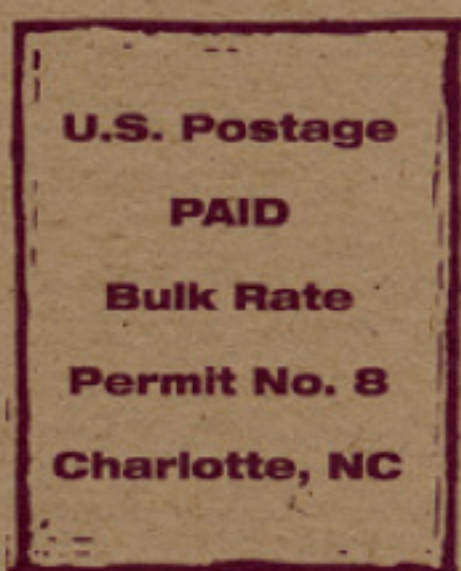 U.S. Postage
PAID
Bulk Rate
Permit No. 8
Charlotte, NC